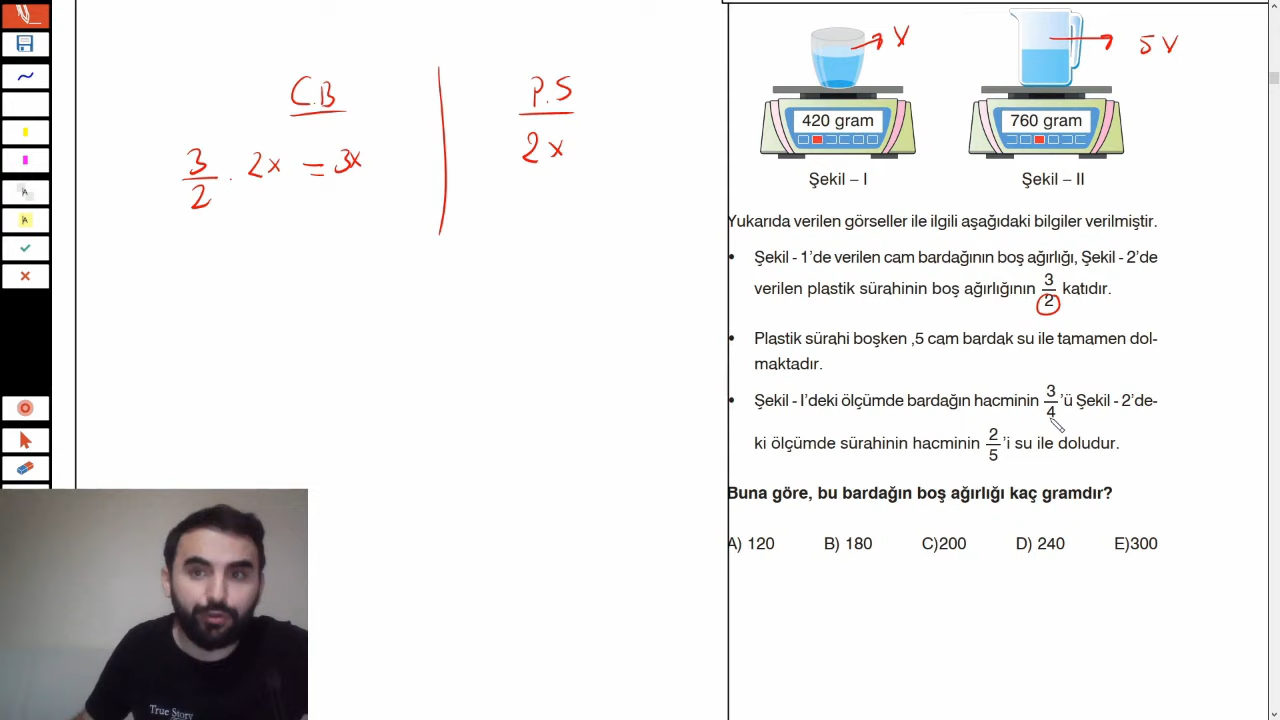 C.B
P.S
3/2 . 2x = 3x
2x
V
5V
420 gram
760 gram
Şekil – I
Şekil – II
Yukarıda verilen görseller ile ilgili aşağıdaki bilgiler verilmiştir.
• Şekil - 1'de verilen cam bardağının boş ağırlığı, Şekil - 2'de
verilen plastik sürahinin boş ağırlığının 3/2 katıdır.
• Plastik sürahi boşken ,5 cam bardak su ile tamamen dol-
maktadır.
• Şekil - I'deki ölçümde bardağın hacminin 3/4 'ü Şekil - 2'de-
ki ölçümde sürahinin hacminin 2/5 'i su ile doludur.
Buna göre, bu bardağın boş ağırlığı kaç gramdır?
A) 120 B) 180 C)200 D) 240 E)300
A
A
True Story